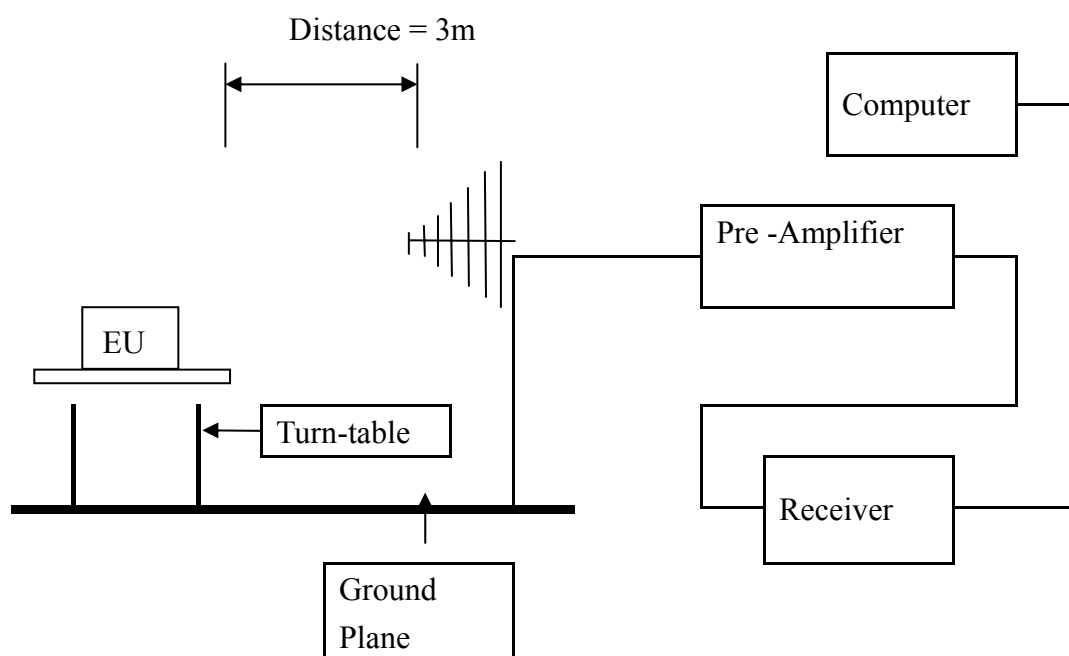 Distance = 3m
Computer
Pre -Amplifier
EU
Turn-table
Receiver
Ground
Plane